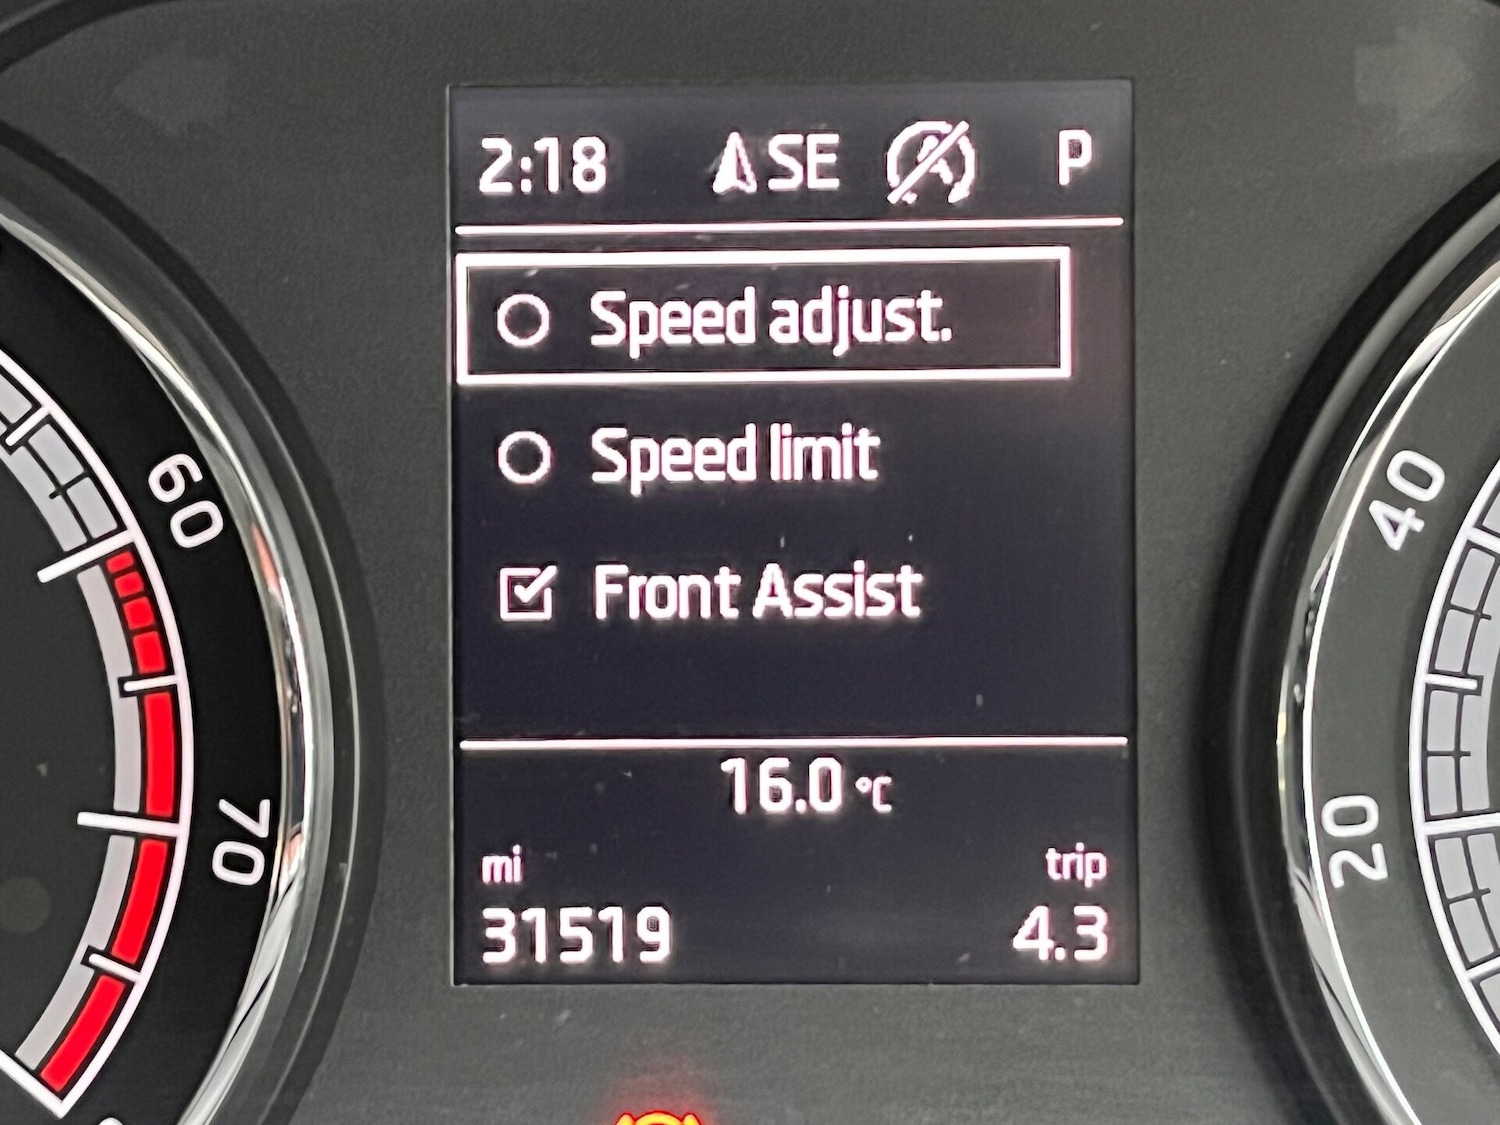 2:18 SE P
Speed adjust.
Speed limit
Front Assist
16.0 °C
mi trip
31519 4.3
60
70
40
20